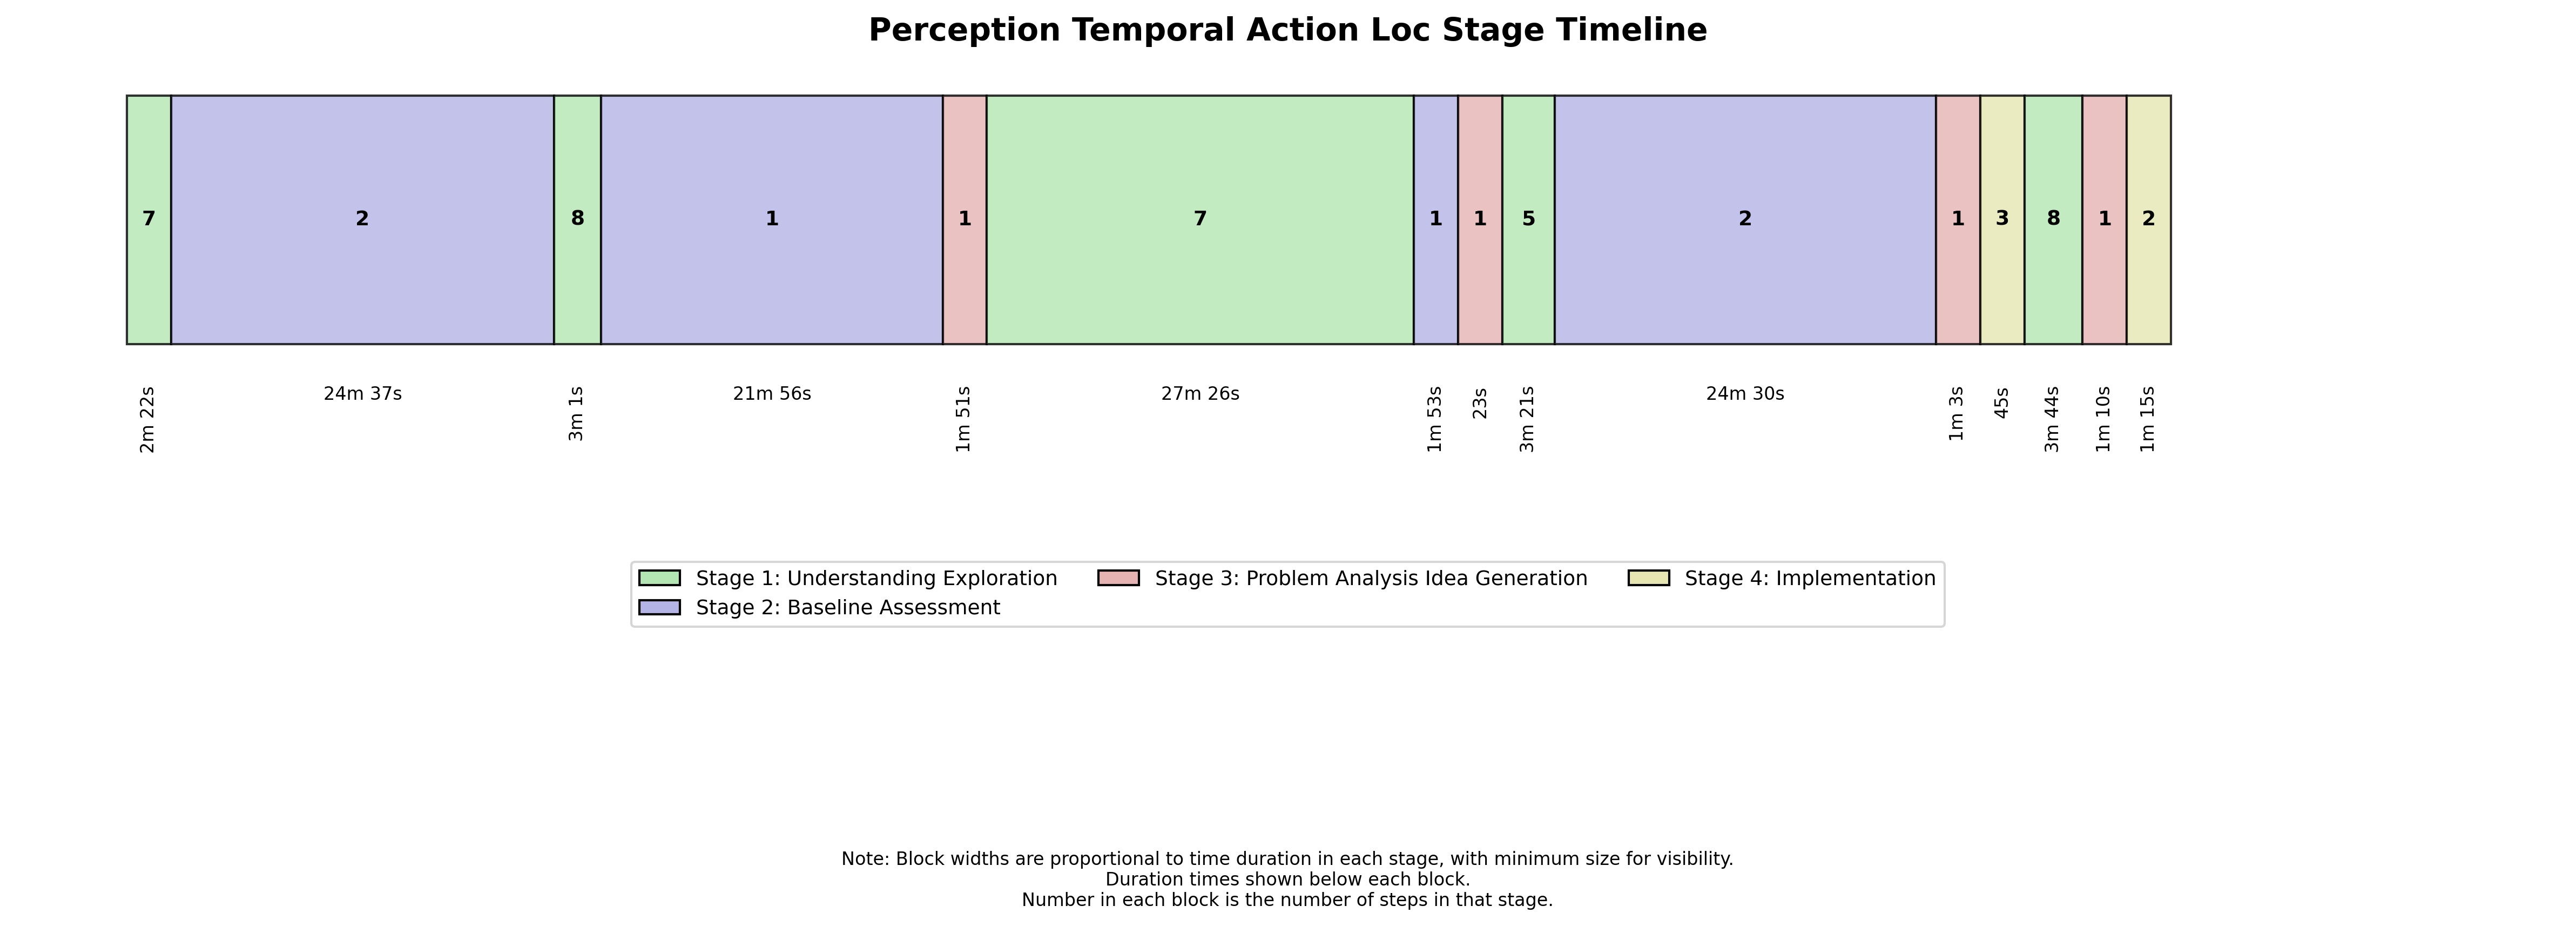 Perception Temporal Action Loc Stage Timeline
7 2 8 1 1 7 1 1 5 2 1 3 8 1 2
2m 22s 24m 37s 3m 1s 21m 56s 1m 51s 27m 26s 1m 53s 23s 3m 21s 24m 30s 1m 3s 45s 3m 44s 1m 10s 1m 15s
Stage 1: Understanding Exploration
Stage 2: Baseline Assessment
Stage 3: Problem Analysis Idea Generation
Stage 4: Implementation
Note: Block widths are proportional to time duration in each stage, with minimum size for visibility.
Duration times shown below each block.
Number in each block is the number of steps in that stage.